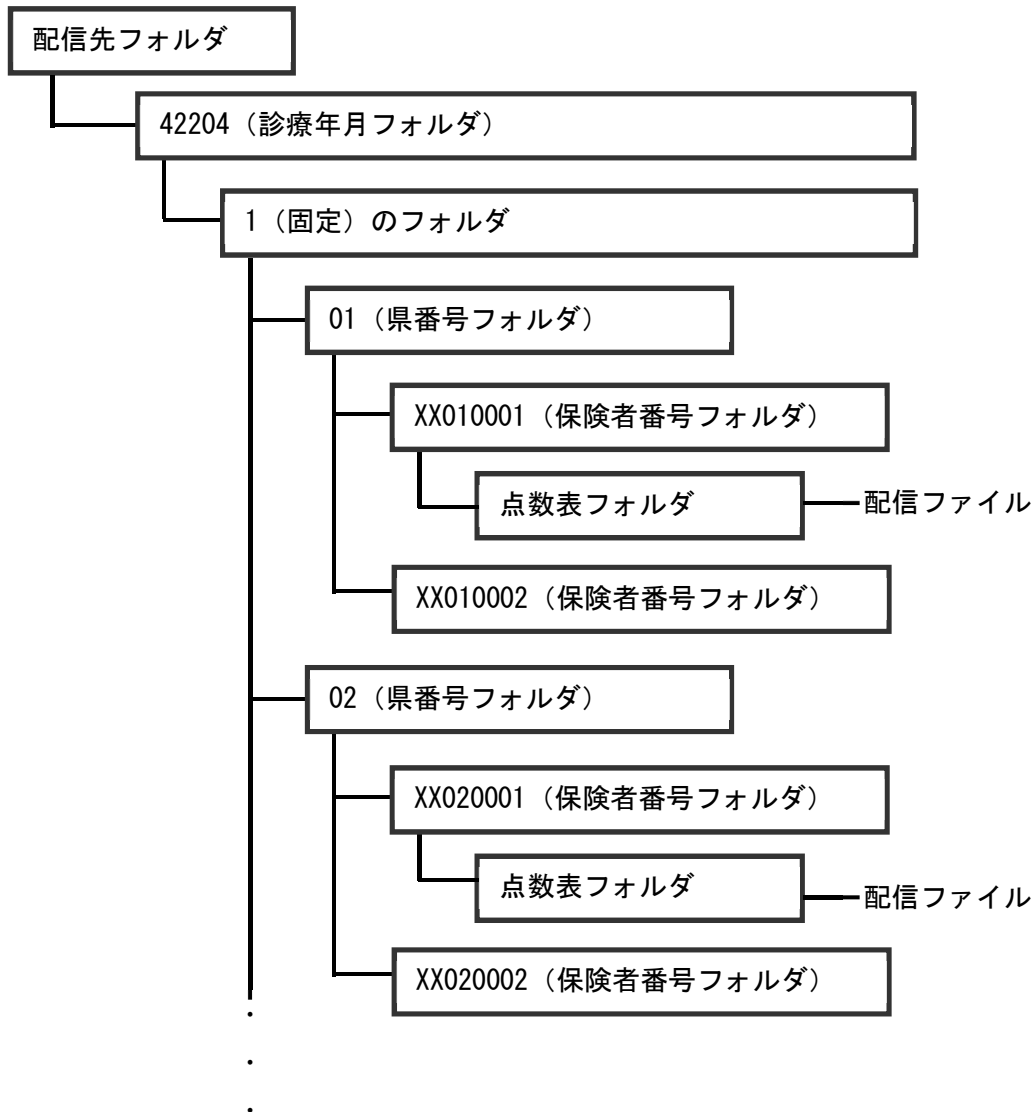 配信先フォルダ
42204（診療年月フォルダ）
1（固定）のフォルダ
01（県番号フォルダ）
XX010001（保険者番号フォルダ）
点数表フォルダ
配信ファイル
XX010002（保険者番号フォルダ）
02（県番号フォルダ）
XX020001（保険者番号フォルダ）
点数表フォルダ
配信ファイル
XX020002（保険者番号フォルダ）